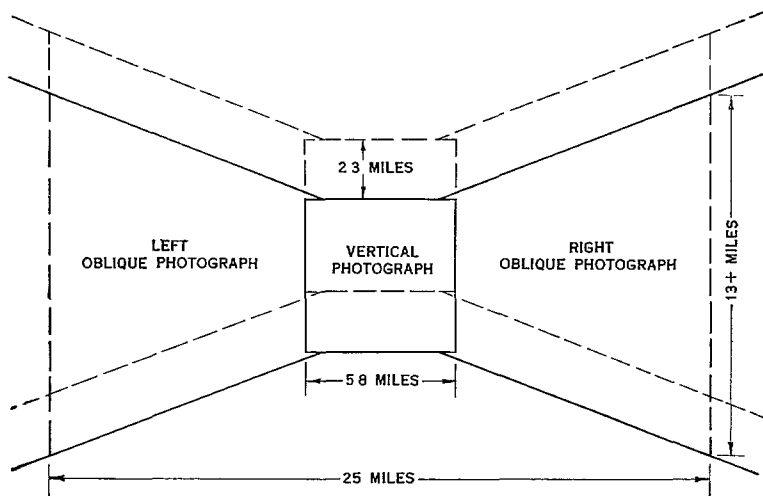 2 3 MILES
LEFT
OBLIQUE PHOTOGRAPH
VERTICAL
PHOTOGRAPH
RIGHT
OBLIQUE PHOTOGRAPH
13+ MILES
5 8 MILES
25 MILES